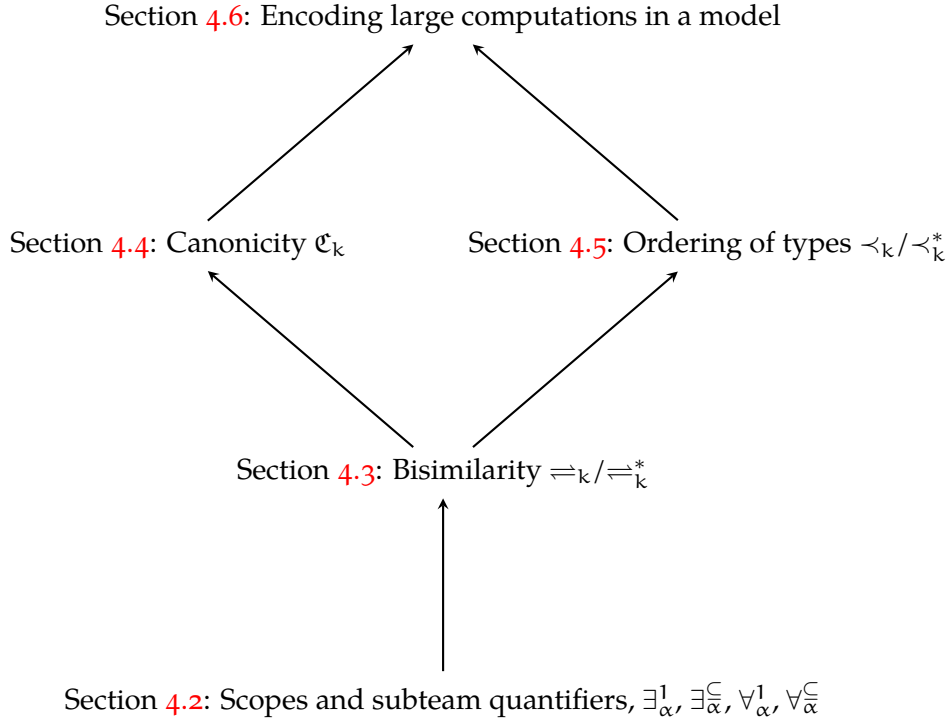 Section 4.6: Encoding large computations in a model
Section 4.4: Canonicity ℭₖ
Section 4.5: Ordering of types ≺ₖ/≺ₖ*
Section 4.3: Bisimilarity ⇌ₖ/⇌ₖ*
Section 4.2: Scopes and subteam quantifiers, ∃¹_α, ∃^⊆_α, ∀¹_α, ∀^⊆_α